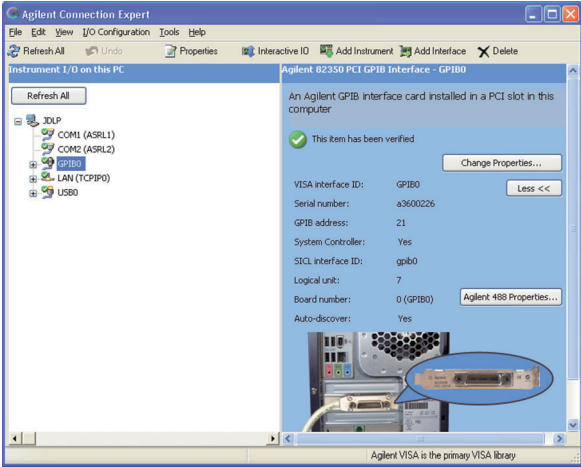 Agilent Connection Expert
File Edit View I/O Configuration Tools Help
Refresh All Undo Properties Interactive IO Add Instrument Add Interface Delete
Instrument I/O on this PC
Refresh All
JDLP
COM1 (ASRL1)
COM2 (ASRL2)
GPIB0
LAN (TCPIP0)
USB0
Agilent 82350 PCI GPIB Interface - GPIB0
An Agilent GPIB interface card installed in a PCI slot in this
computer
This item has been verified
Change Properties...
VISA interface ID: GPIB0
Less <<
Serial number: a3600226
GPIB address: 21
System Controller: Yes
SICL interface ID: gpib0
Logical unit: 7
Board number: 0 (GPIB0)
Agilent 488 Properties...
Auto-discover: Yes
Agilent VISA is the primary VISA library